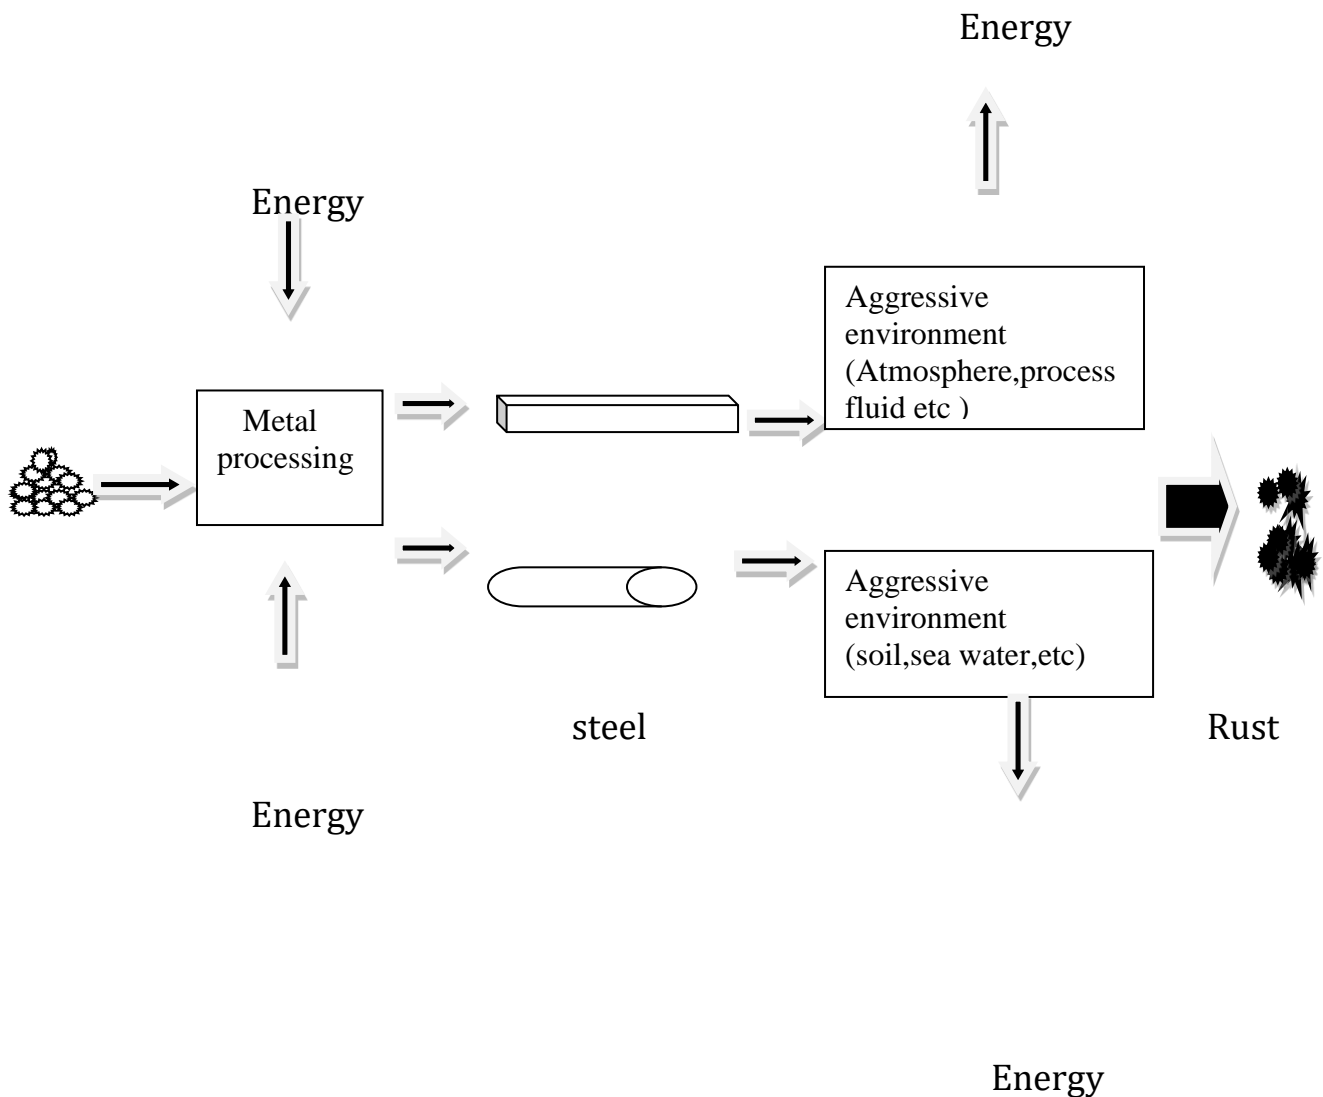 Energy
Energy
Aggressive
environment
(Atmosphere,process
fluid etc )
Metal
processing
Aggressive
environment
(soil,sea water,etc)
steel
Rust
Energy
Energy